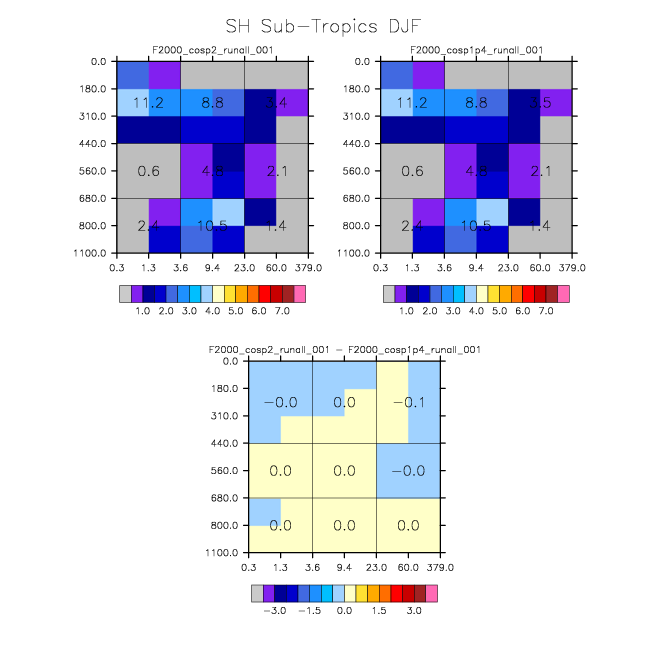 SH Sub-Tropics DJF
F2000_cosp2_runall_001
F2000_cosp1p4_runall_001
0.0
180.0
310.0
440.0
560.0
680.0
800.0
1100.0
11.2 8.8 .4
0.6 4.8 2.1
2.4 10.5 1.4
0.3 1.3 3.6 9.4 23.0 60.0 379.0
1.0 2.0 3.0 4.0 5.0 6.0 7.0
0.0
180.0
310.0
440.0
560.0
680.0
800.0
1100.0
11.2 8.8 .5
0.6 4.8 2.1
2.4 10.5 1.4
0.3 1.3 3.6 9.4 23.0 60.0 379.0
1.0 2.0 3.0 4.0 5.0 6.0 7.0
F2000_cosp2_runall_001 − F2000_cosp1p4_runall_001
0.0
180.0
310.0
440.0
560.0
680.0
800.0
1100.0
−0.0 0.0 −0.1
0.0 0.0 −0.0
0.0 0.0 0.0
0.3 1.3 3.6 9.4 23.0 60.0 379.0
−3.0 −1.5 0.0 1.5 3.0